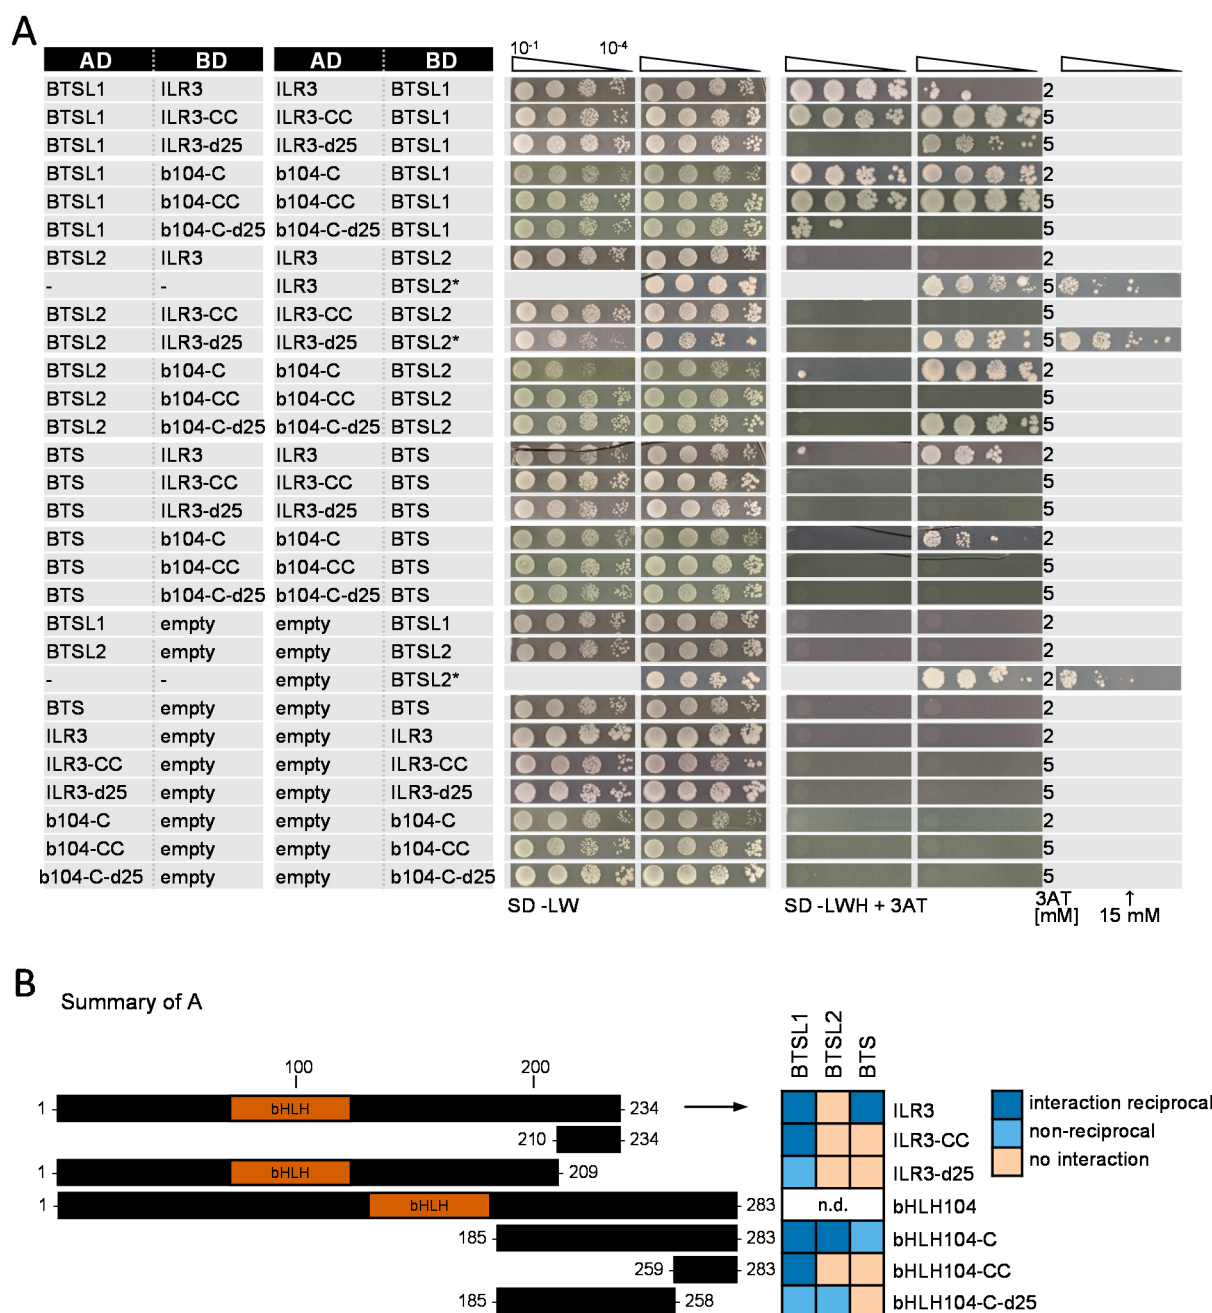 A
AD BD AD BD 10-1 10-4
BTSL1 ILR3 ILR3 BTSL1 2
BTSL1 ILR3-CC ILR3-CC BTSL1 5
BTSL1 ILR3-d25 ILR3-d25 BTSL1 5
BTSL1 b104-C b104-C BTSL1 2
BTSL1 b104-CC b104-CC BTSL1 5
BTSL1 b104-C-d25 b104-C-d25 BTSL1 5
BTSL2 ILR3 ILR3 BTSL2 2
- - ILR3 BTSL2* 5
BTSL2 ILR3-CC ILR3-CC BTSL2 5
BTSL2 ILR3-d25 ILR3-d25 BTSL2* 5
BTSL2 b104-C b104-C BTSL2 2
BTSL2 b104-CC b104-CC BTSL2 5
BTSL2 b104-C-d25 b104-C-d25 BTSL2 5
BTS ILR3 ILR3 BTS 2
BTS ILR3-CC ILR3-CC BTS 5
BTS ILR3-d25 ILR3-d25 BTS 5
BTS b104-C b104-C BTS 2
BTS b104-CC b104-CC BTS 5
BTS b104-C-d25 b104-C-d25 BTS 5
BTSL1 empty empty BTSL1 2
BTSL2 empty empty BTSL2 2
- - empty BTSL2* 2
BTS empty empty BTS 2
ILR3 empty empty ILR3 2
ILR3-CC empty empty ILR3-CC 5
ILR3-d25 empty empty ILR3-d25 5
b104-C empty empty b104-C 2
b104-CC empty empty b104-CC 5
b104-C-d25 empty empty b104-C-d25 5
SD -LW SD -LWH + 3AT 3AT ↑
[mM] 15 mM
B
Summary of A
BTSL1 BTSL2 BTS
100 200
1 bHLH 234 ILR3
210 234 ILR3-CC
1 bHLH 209 ILR3-d25
1 bHLH 283 n.d. bHLH104
185 283 bHLH104-C
259 283 bHLH104-CC
185 258 bHLH104-C-d25
interaction reciprocal
non-reciprocal
no interaction